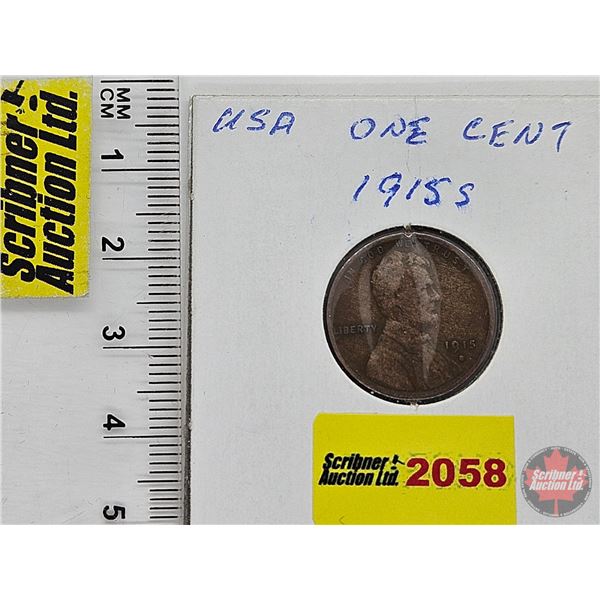 Scribner
Auction Ltd.
MM
CM
1
2
3
4
5
USA ONE CENT
1915s
IN GOD WE TRUST
LIBERTY
1915
S
Scribner
Auction Ltd.
2058
Scribner
Auction Ltd.